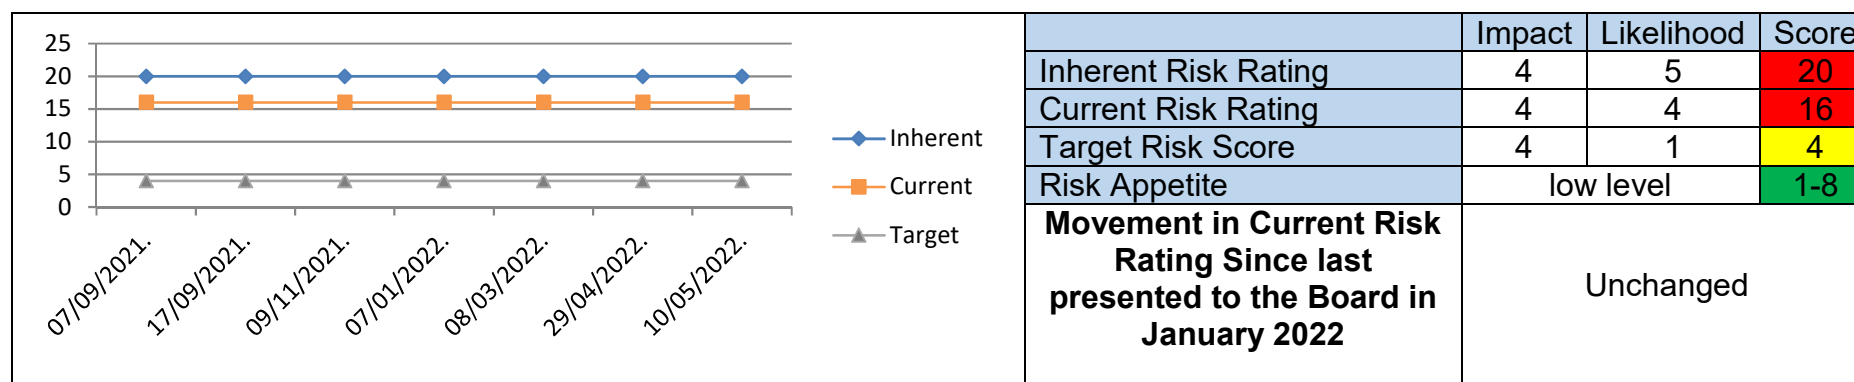 25
20
15
10
5
0
07/09/2021.
17/09/2021.
09/11/2021.
07/01/2022.
08/03/2022.
29/04/2022.
10/05/2022.
Inherent
Current
Target
Impact Likelihood Score
Inherent Risk Rating 4 5 20
Current Risk Rating 4 4 16
Target Risk Score 4 1 4
Risk Appetite low level 1-8
Movement in Current Risk
Rating Since last
presented to the Board in
January 2022
Unchanged